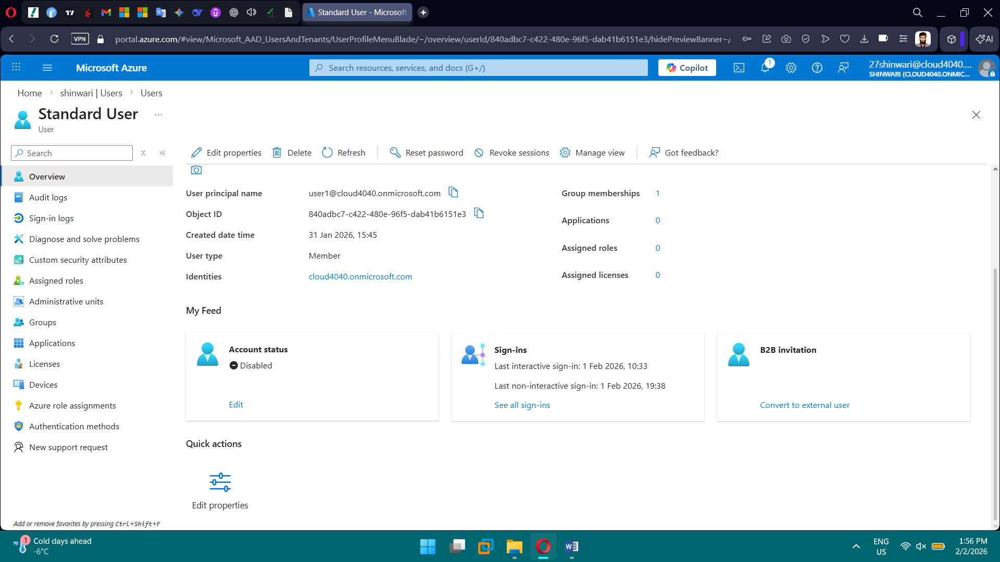 Standard User - Microsoft
VPN
portal.azure.com/#view/Microsoft_AAD_UsersAndTenants/UserProfileMenuBlade/~/overview/userId/840adbc7-c422-480e-96f5-dab41b6151e3/hidePreviewBanner~/
AI
Microsoft Azure
Search resources, services, and docs (G+/)
Copilot
1
27shinwari@cloud4040....
SHINWARI (CLOUD4040.ONMIC...
Home > shinwari | Users > Users
Standard User ...
User
Search
Edit properties
Delete
Refresh
Reset password
Revoke sessions
Manage view
Got feedback?
Overview
Audit logs
Sign-in logs
Diagnose and solve problems
Custom security attributes
Assigned roles
Administrative units
Groups
Applications
Licenses
Devices
Azure role assignments
Authentication methods
New support request
Add or remove favorites by pressing Ctrl+Shift+F
User principal name user1@cloud4040.onmicrosoft.com
Object ID 840adbc7-c422-480e-96f5-dab41b6151e3
Created date time 31 Jan 2026, 15:45
User type Member
Identities cloud4040.onmicrosoft.com
Group memberships 1
Applications 0
Assigned roles 0
Assigned licenses 0
My Feed
Account status
Disabled
Edit
Sign-ins
Last interactive sign-in: 1 Feb 2026, 10:33
Last non-interactive sign-in: 1 Feb 2026, 19:38
See all sign-ins
B2B invitation
Convert to external user
Quick actions
Edit properties
1
Cold days ahead
-6°C
W
ENG
US
1:56 PM
2/2/2026